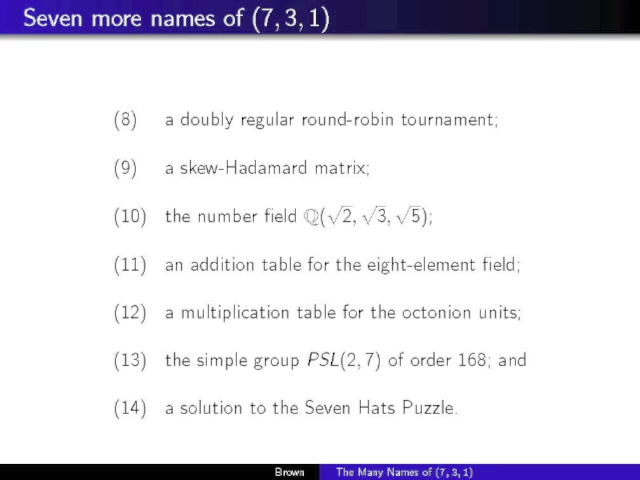 Seven more names of (7, 3, 1)
(8) a doubly regular round-robin tournament;
(9) a skew-Hadamard matrix;
(10) the number field ℚ(√2, √3, √5);
(11) an addition table for the eight-element field;
(12) a multiplication table for the octonion units;
(13) the simple group PSL(2, 7) of order 168; and
(14) a solution to the Seven Hats Puzzle.
Brown The Many Names of (7, 3, 1)